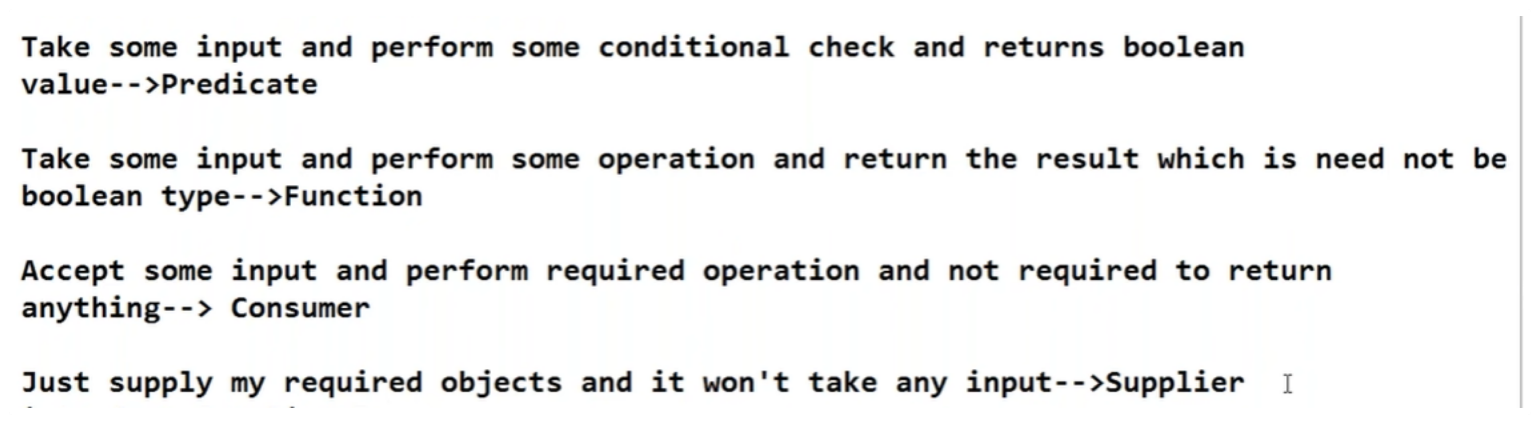 Take some input and perform some conditional check and returns boolean
value-->Predicate
Take some input and perform some operation and return the result which is need not be
boolean type-->Function
Accept some input and perform required operation and not required to return
anything--> Consumer
Just supply my required objects and it won't take any input-->Supplier